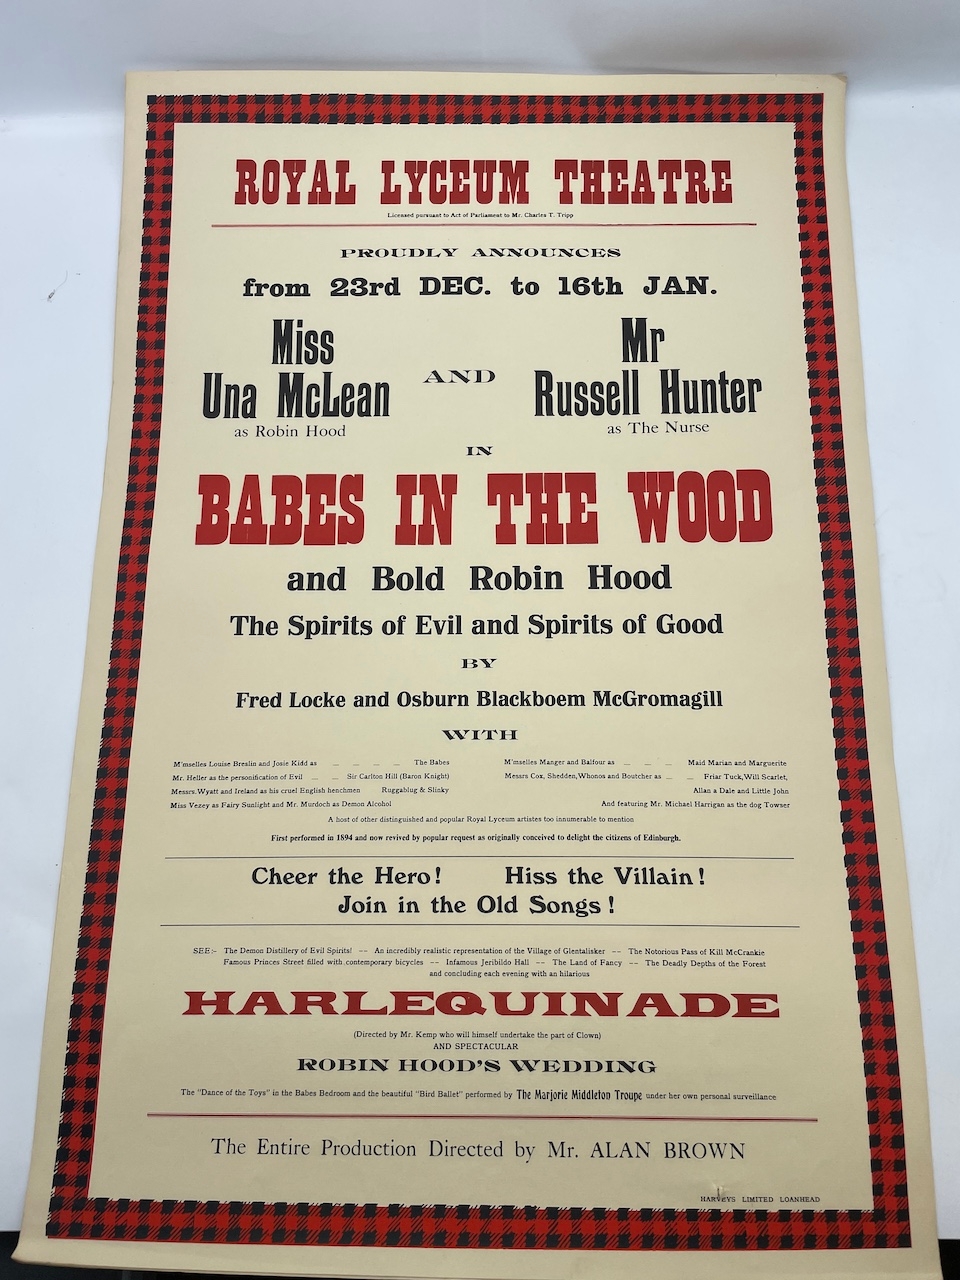 ROYAL LYCEUM THEATRE
Licensed pursuant to Act of Parliament to Mr. Charles T. Tripp
PROUDLY ANNOUNCES
from 23rd DEC. to 16th JAN.
Miss
Una McLean
as Robin Hood
AND
Mr
Russell Hunter
as The Nurse
IN
BABES IN THE WOOD
and Bold Robin Hood
The Spirits of Evil and Spirits of Good
BY
Fred Locke and Osburn Blackboem McGromagill
WITH
M'mselles Louise Breslin and Josie Kidd as — — — — The Babes
Mr. Heller as the personification of Evil — — Sir Carlton Hill (Baron Knight)
Messrs. Wyatt and Ireland as his cruel English henchmen Ruggablug & Slinky
Miss Vezey as Fairy Sunlight and Mr. Murdoch as Demon Alcohol
M'mselles Manger and Balfour as — — — Maid Marian and Marguerite
Messrs Cox, Shedden, Whonos and Boutcher as — — Friar Tuck, Will Scarlet,
Allan a Dale and Little John
And featuring Mr. Michael Harrigan as the dog Towser
A host of other distinguished and popular Royal Lyceum artistes too innumerable to mention
First performed in 1894 and now revived by popular request as originally conceived to delight the citizens of Edinburgh.
Cheer the Hero! Hiss the Villain!
Join in the Old Songs!
SEE:- The Demon Distillery of Evil Spirits! -- An incredibly realistic representation of the Village of Glentalisker -- The Notorious Pass of Kill McCrankie
Famous Princes Street filled with contemporary bicycles -- Infamous Jeribildo Hall -- The Land of Fancy -- The Deadly Depths of the Forest
and concluding each evening with an hilarious
HARLEQUINADE
(Directed by Mr. Kemp who will himself undertake the part of Clown)
AND SPECTACULAR
ROBIN HOOD'S WEDDING
The "Dance of the Toys" in the Babes Bedroom and the beautiful "Bird Ballet" performed by The Marjorie Middleton Troupe under her own personal surveillance
The Entire Production Directed by Mr. ALAN BROWN
HARVEYS LIMITED LOANHEAD